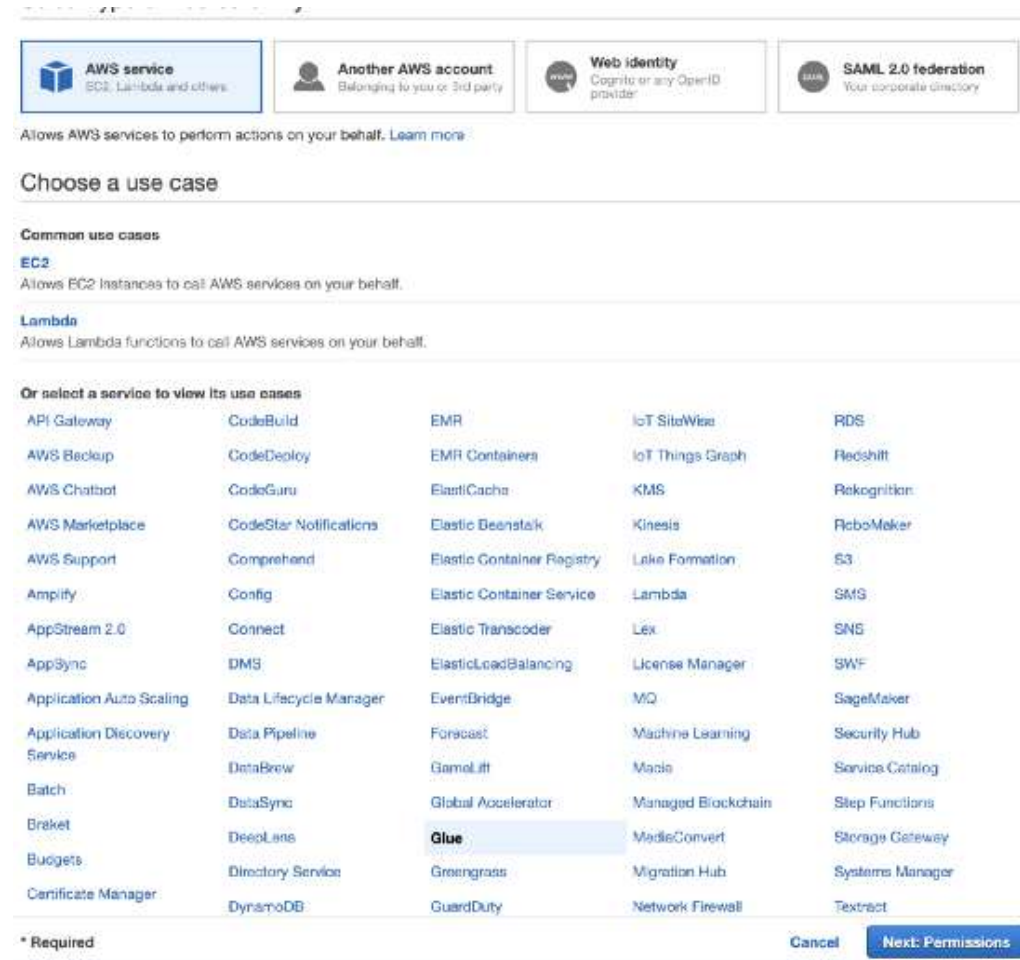 AWS service
EC2, Lambda and others
Another AWS account
Belonging to you or 3rd party
Web identity
Cognito or any OpenID
provider
SAML 2.0 federation
Your corporate directory
Allows AWS services to perform actions on your behalf. Learn more
Choose a use case
Common use cases
EC2
Allows EC2 instances to call AWS services on your behalf.
Lambda
Allows Lambda functions to call AWS services on your behalf.
Or select a service to view its use cases
API Gateway
AWS Backup
AWS Chatbot
AWS Marketplace
AWS Support
Amplify
AppStream 2.0
AppSync
Application Auto Scaling
Application Discovery
Service
Batch
Braket
Budgets
Certificate Manager
CodeBuild
CodeDeploy
CodeGuru
CodeStar Notifications
Comprehend
Config
Connect
DMS
Data Lifecycle Manager
Data Pipeline
DataBrew
DataSync
DeepLens
Directory Service
DynamoDB
EMR
EMR Containers
ElastiCache
Elastic Beanstalk
Elastic Container Registry
Elastic Container Service
Elastic Transcoder
ElasticLoadBalancing
EventBridge
Forecast
GameLift
Global Accelerator
Glue
Greengrass
GuardDuty
IoT SiteWise
IoT Things Graph
KMS
Kinesis
Lake Formation
Lambda
Lex
License Manager
MQ
Machine Learning
Macie
Managed Blockchain
MediaConvert
Migration Hub
Network Firewall
RDS
Redshift
Rekognition
RoboMaker
S3
SMS
SNS
SWF
SageMaker
Security Hub
Service Catalog
Step Functions
Storage Gateway
Systems Manager
Textract
* Required
Cancel
Next: Permissions